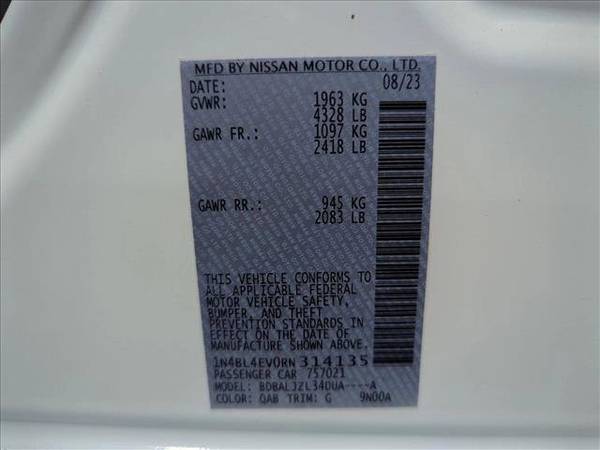 MFD BY NISSAN MOTOR CO., LTD.
DATE: 08/23
GVWR: 1963 KG
4328 LB
GAWR FR.: 1097 KG
2418 LB
GAWR RR.: 945 KG
2083 LB
THIS VEHICLE CONFORMS TO
ALL APPLICABLE FEDERAL
MOTOR VEHICLE SAFETY,
BUMPER, AND THEFT
PREVENTION STANDARDS IN
EFFECT ON THE DATE OF
MANUFACTURE SHOWN ABOVE.
1N4BL4EV0RN314135
PASSENGER CAR 757021
MODEL: BDBALJZL34DUA----A
COLOR: QAB TRIM: G 9N00A